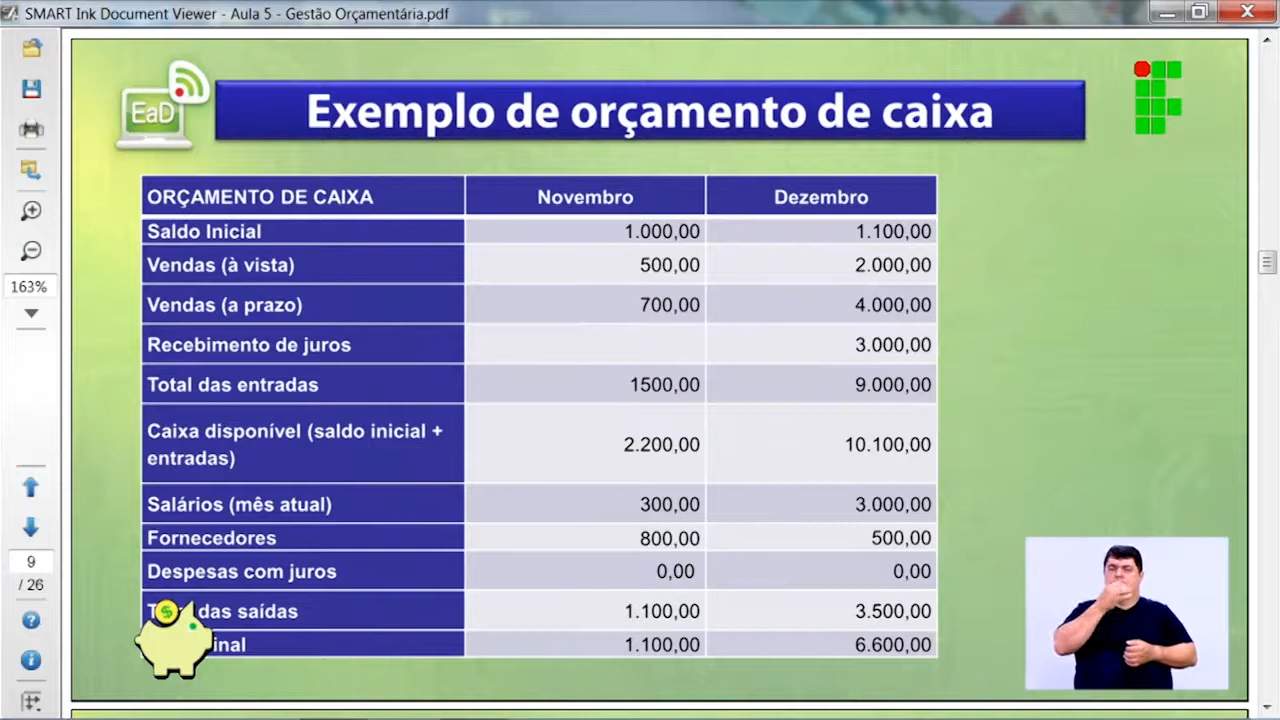 SMART Ink Document Viewer - Aula 5 - Gestão Orçamentária.pdf
EaD
Exemplo de orçamento de caixa
ORÇAMENTO DE CAIXA Novembro Dezembro
Saldo Inicial 1.000,00 1.100,00
Vendas (à vista) 500,00 2.000,00
Vendas (a prazo) 700,00 4.000,00
Recebimento de juros 3.000,00
Total das entradas 1500,00 9.000,00
Caixa disponível (saldo inicial +
entradas) 2.200,00 10.100,00
Salários (mês atual) 300,00 3.000,00
Fornecedores 800,00 500,00
Despesas com juros 0,00 0,00
das saídas 1.100,00 3.500,00
inal 1.100,00 6.600,00
163%
9
/ 26
$